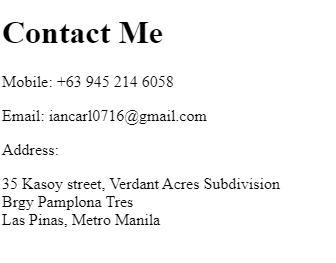 Contact Me
Mobile: +63 945 214 6058
Email: iancarl0716@gmail.com
Address:
35 Kasoy street, Verdant Acres Subdivision
Brgy Pamplona Tres
Las Pinas, Metro Manila